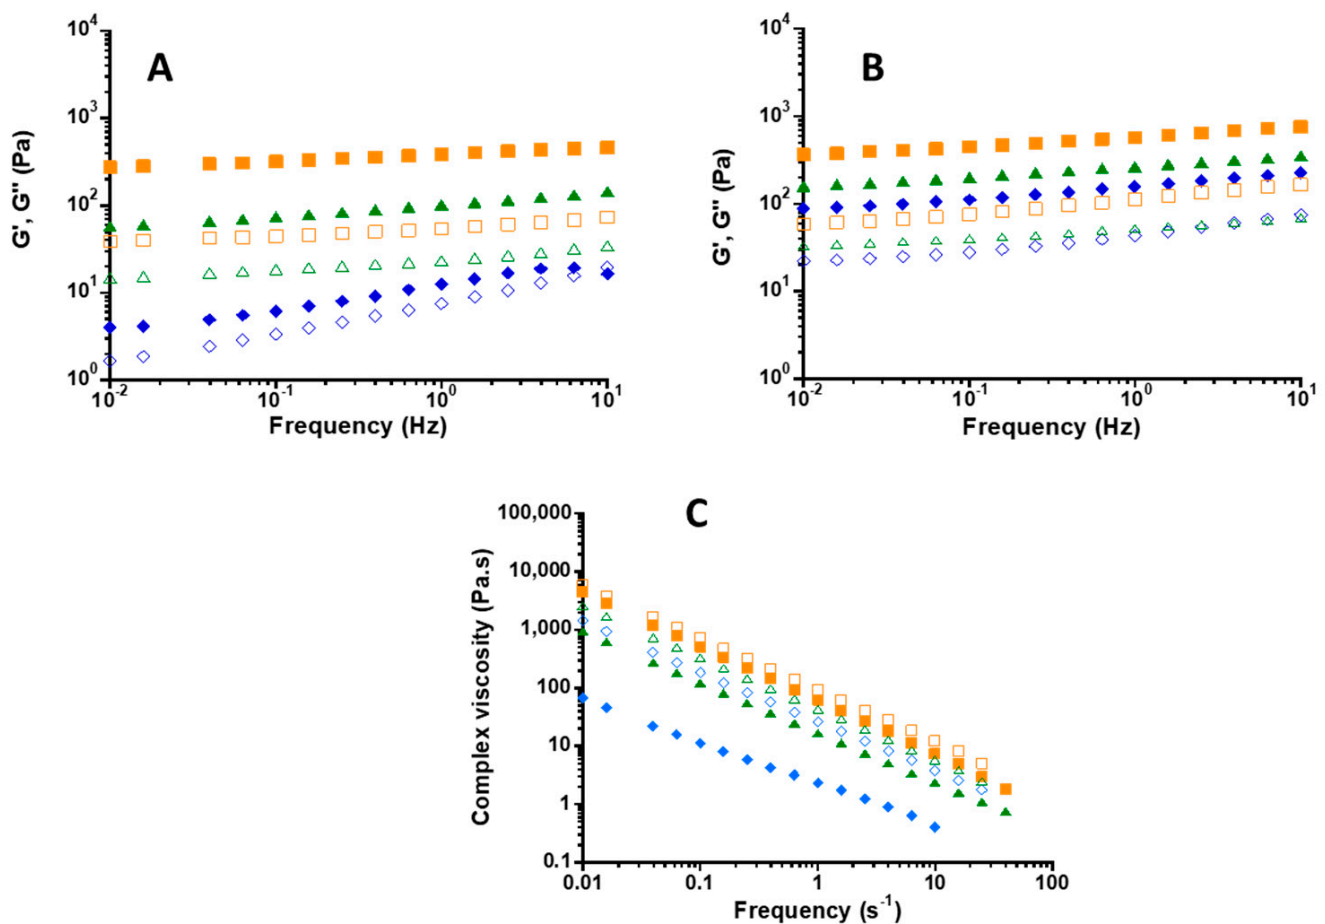 A
G', G'' (Pa)
10⁴
10³
10²
10¹
10⁰
10⁻² 10⁻¹ 10⁰ 10¹
Frequency (Hz)
B
G', G'' (Pa)
10⁴
10³
10²
10¹
10⁰
10⁻² 10⁻¹ 10⁰ 10¹
Frequency (Hz)
C
Complex viscosity (Pa.s)
100,000
10,000
1,000
100
10
1
0.1
0.01 0.1 1 10 100
Frequency (s⁻¹)